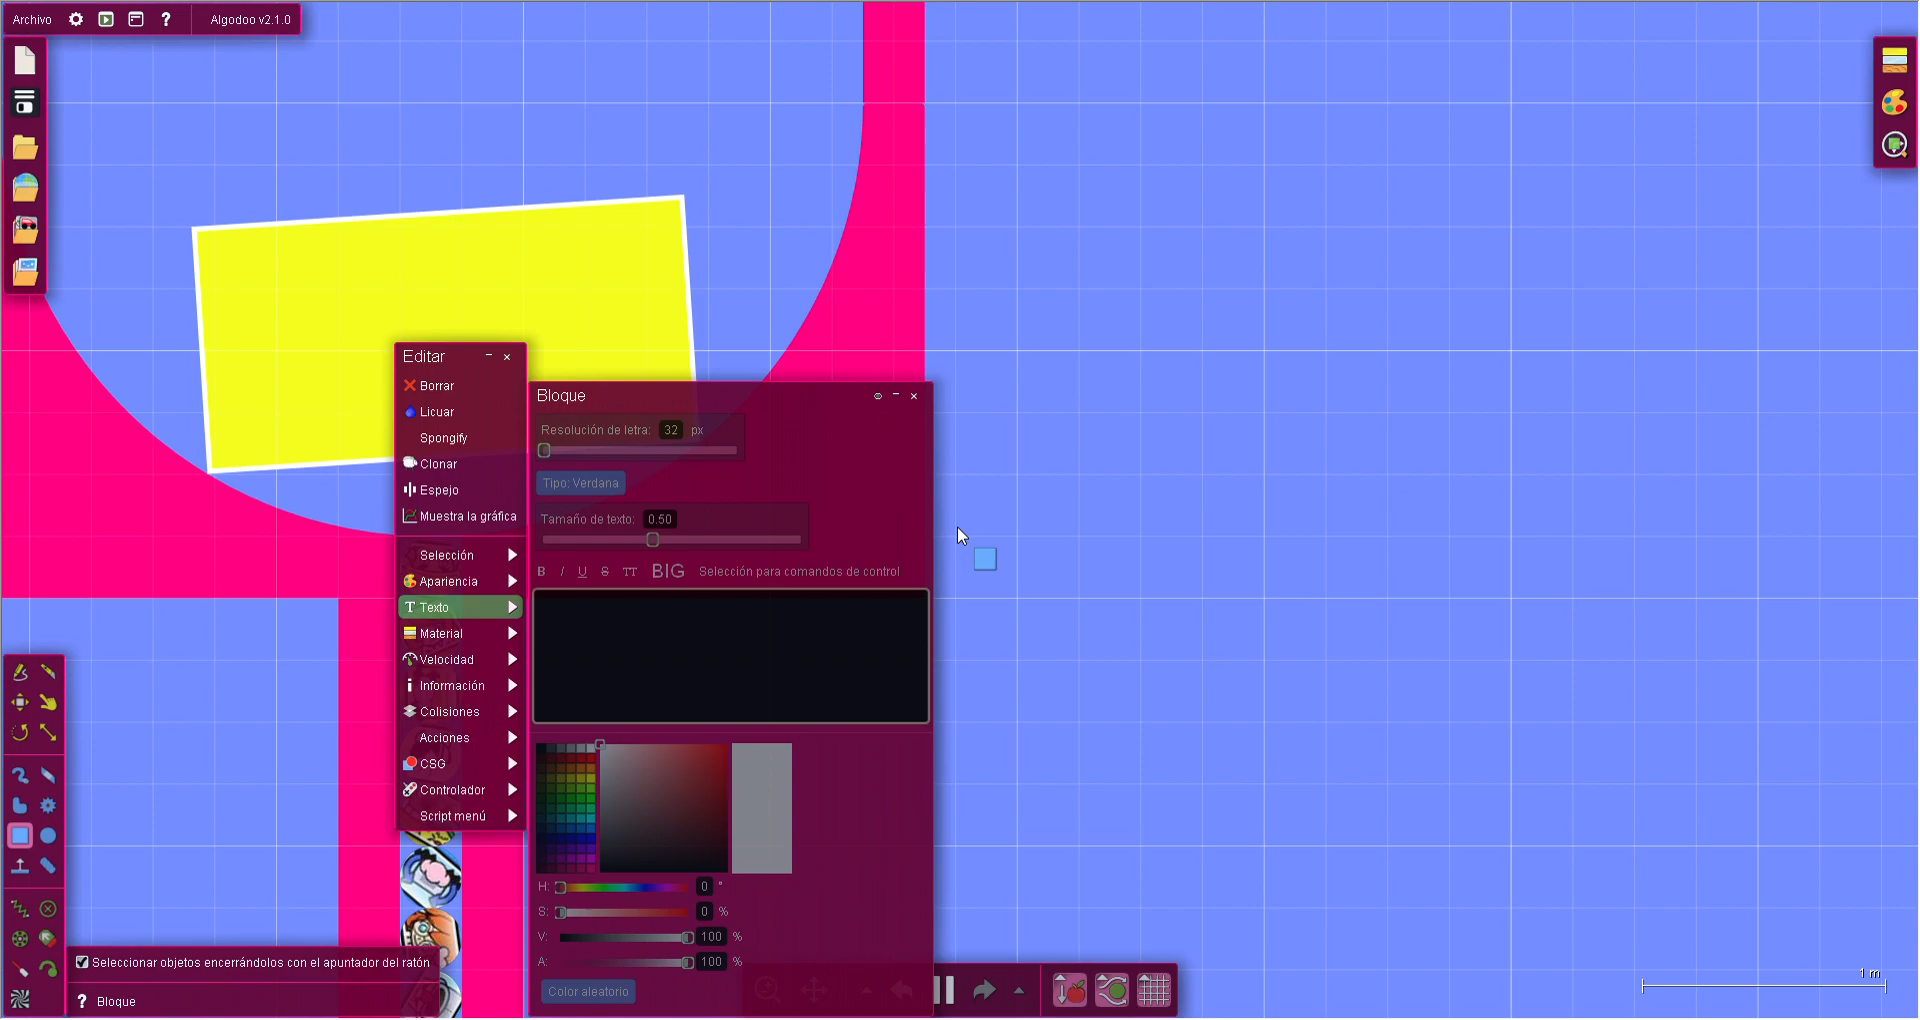 Archivo
?
Algodoo v2.1.0
Editar
Borrar
Licuar
Spongify
Clonar
Espejo
Muestra la gráfica
Selección
Apariencia
T Texto
Material
Velocidad
Información
Colisiones
Acciones
CSG
Controlador
Script menú
Bloque
Resolución de letra: 32 px
Tipo: Verdana
Tamaño de texto: 0.50
B I U S TT BIG Selección para comandos de control
H: 0 °
S: 0 %
V: 100 %
A: 100 %
Color aleatorio
Seleccionar objetos encerrándolos con el apuntador del ratón
? Bloque
1 m